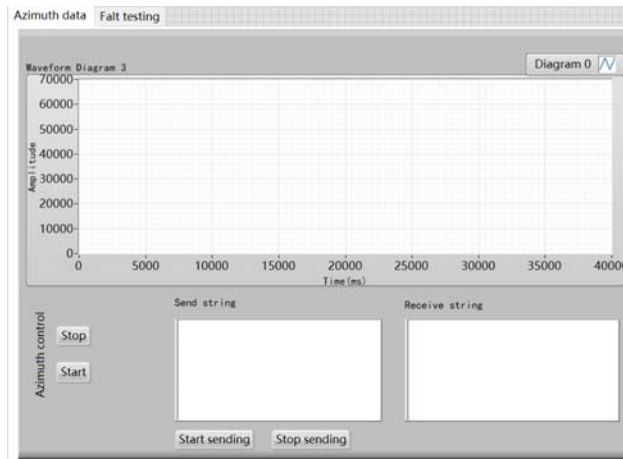 Azimuth data Falt testing
Waveform Diagram 3 Diagram 0
70000
60000
50000
40000
30000
20000
10000
0
Amplitude
0 5000 10000 15000 20000 25000 30000 35000 40000
Time(ms)
Send string Receive string
Azimuth control
Stop
Start
Start sending Stop sending